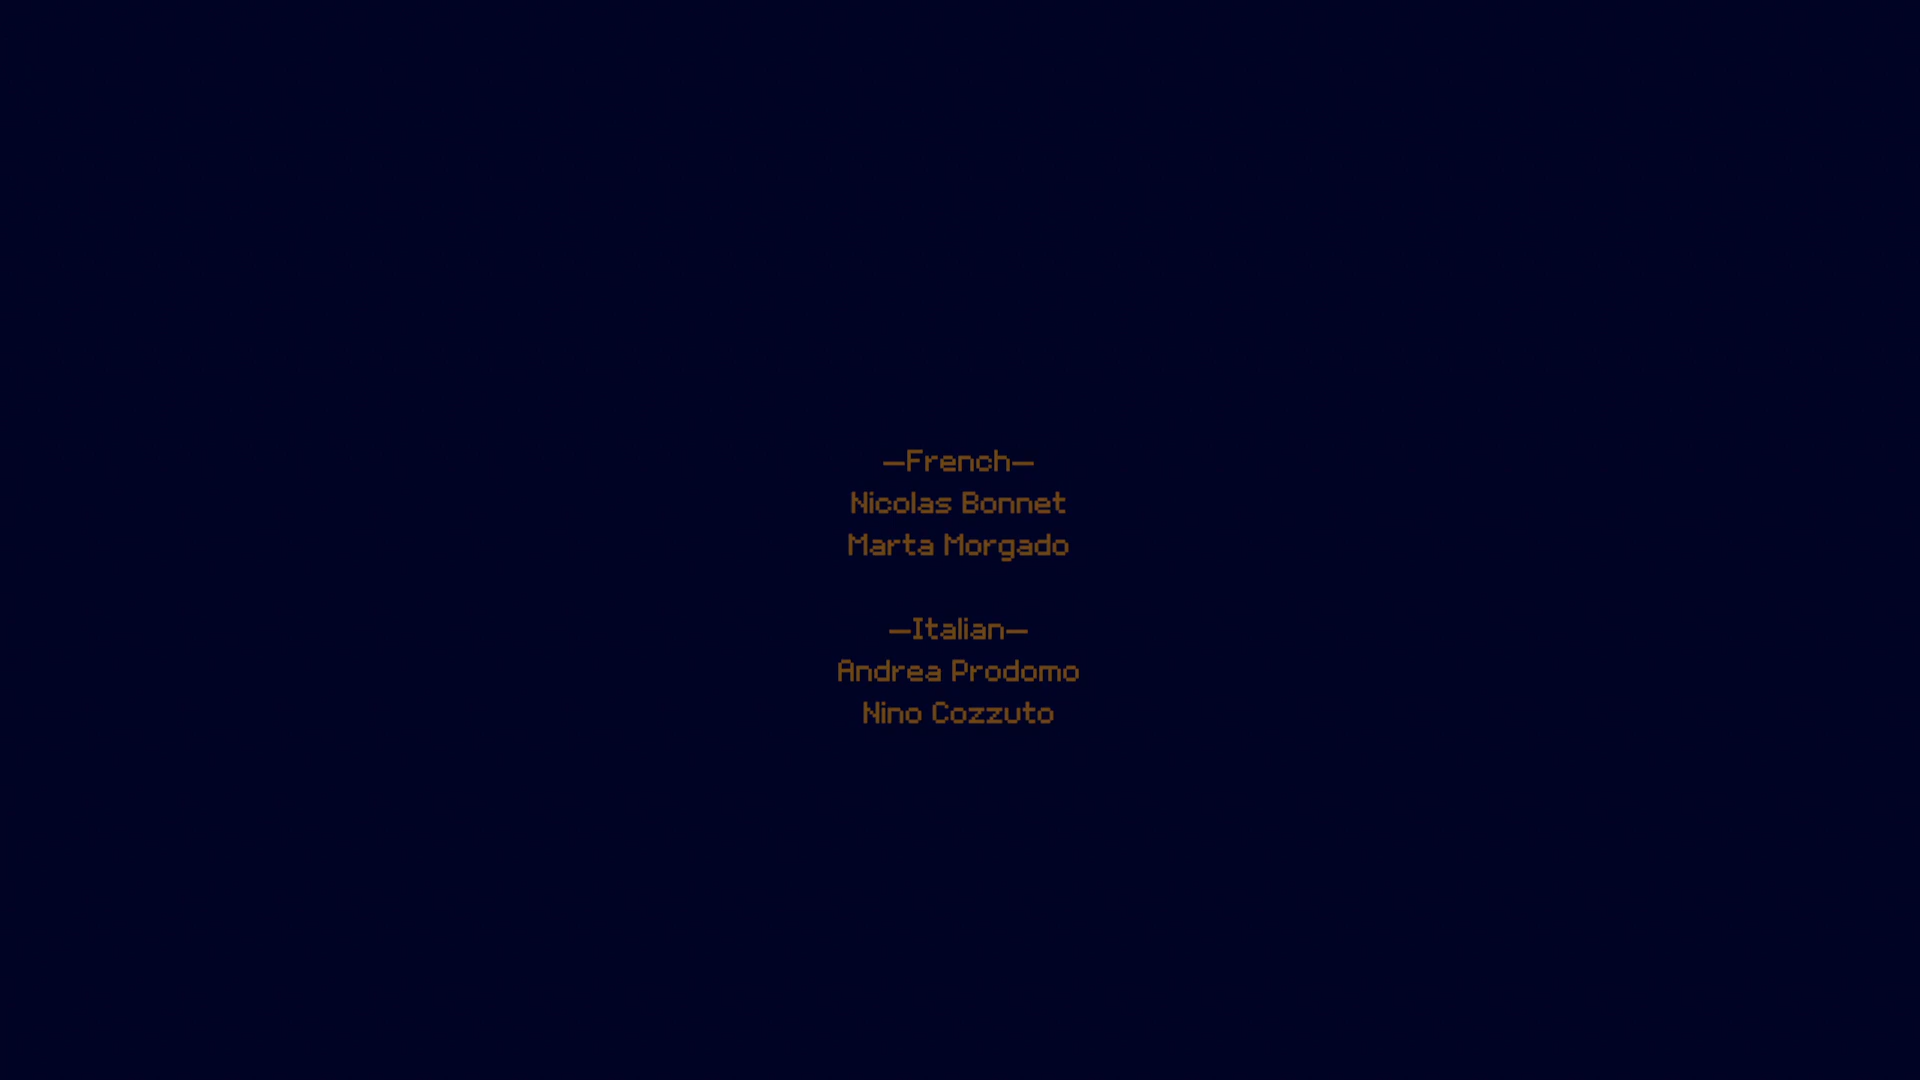 —French—
Nicolas Bonnet
Marta Morgado
—Italian—
Andrea Prodomo
Nino Cozzuto